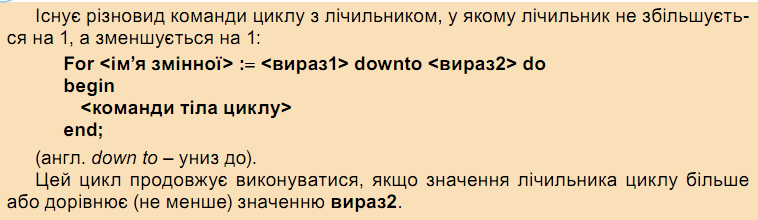 Існує різновид команди циклу з лічильником, у якому лічильник не збільшуєть-
ся на 1, а зменшується на 1:
For <ім’я змінної> := <вираз1> downto <вираз2> do
begin
<команди тіла циклу>
end;
(англ. down to – униз до).
Цей цикл продовжує виконуватися, якщо значення лічильника циклу більше
або дорівнює (не менше) значенню вираз2.